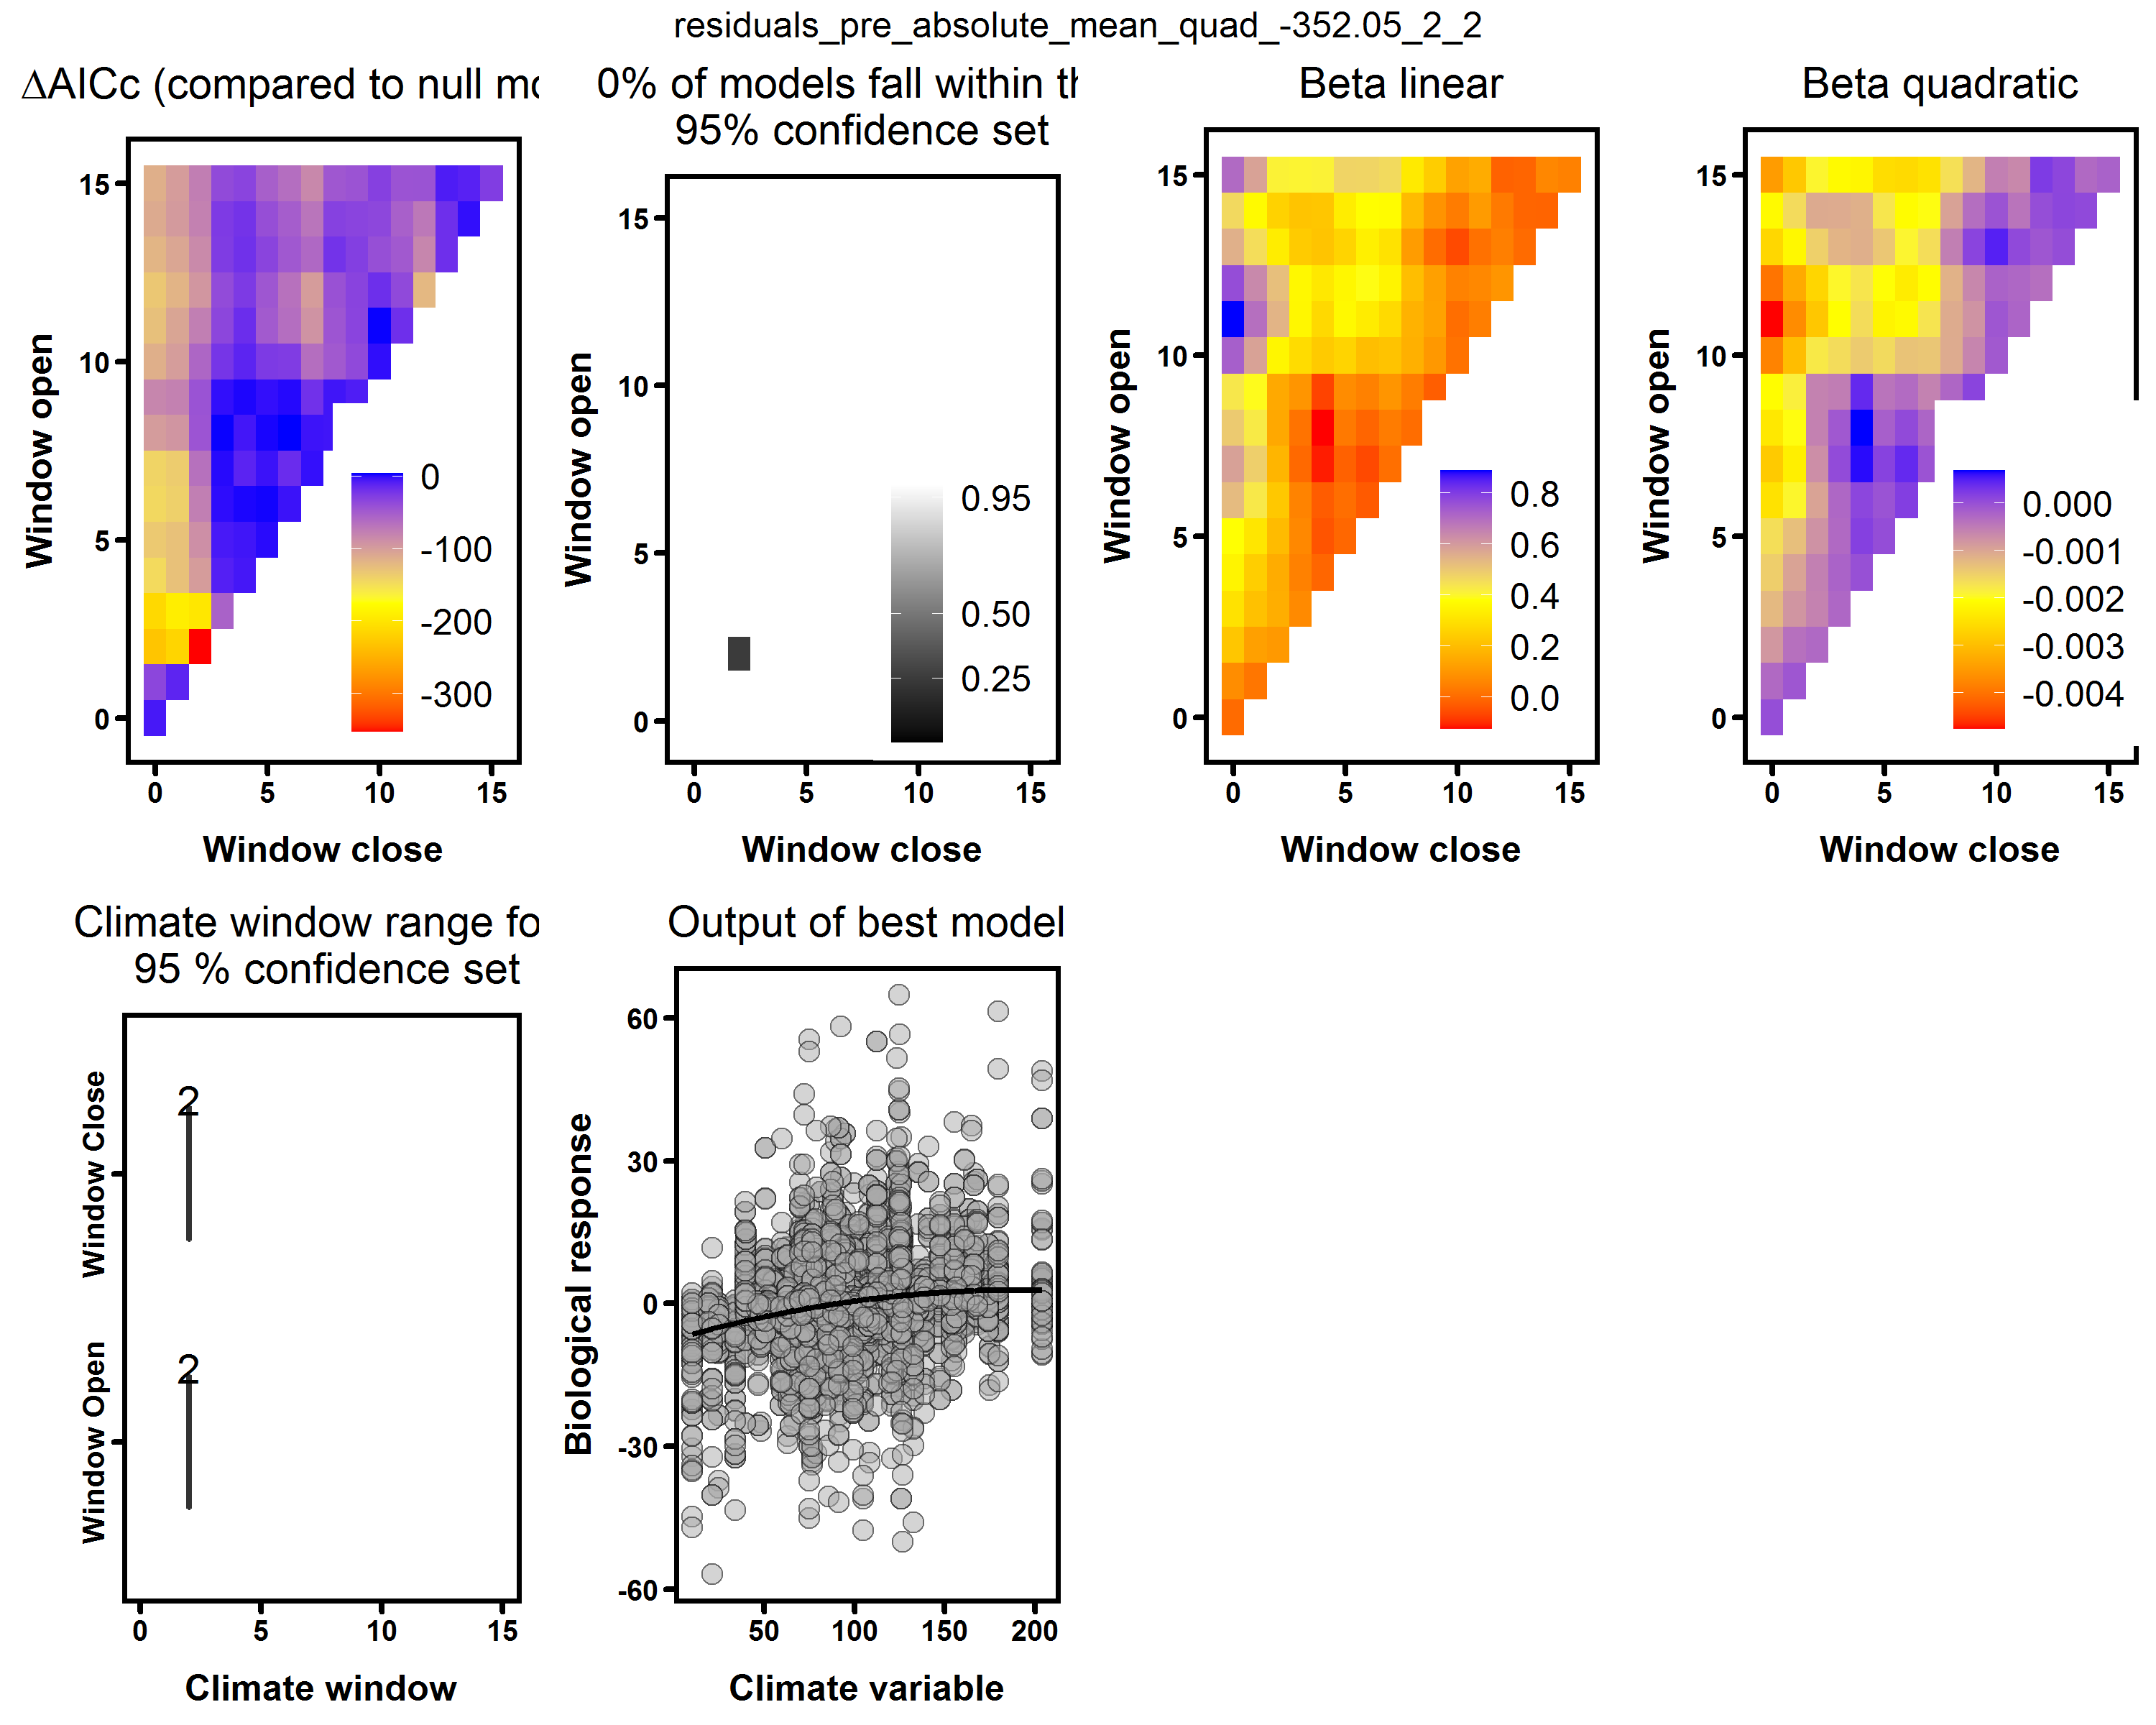 residuals_pre_absolute_mean_quad_-352.05_2_2
ΔAICc (compared to null mo
15
10
5
0
0
-100
-200
-300
0 5 10 15
Window open
Window close
0% of models fall within th
95% confidence set
15
10
5
0
0.95
0.50
0.25
0 5 10 15
Window open
Window close
Beta linear
15
10
5
0
0.8
0.6
0.4
0.2
0.0
0 5 10 15
Window open
Window close
Beta quadratic
15
10
5
0
0.000
-0.001
-0.002
-0.003
-0.004
0 5 10 15
Window open
Window close
Climate window range fo
95 % confidence set
Window Close
2
Window Open
2
0 5 10 15
Climate window
Output of best model
60
30
0
-30
-60
50 100 150 200
Biological response
Climate variable